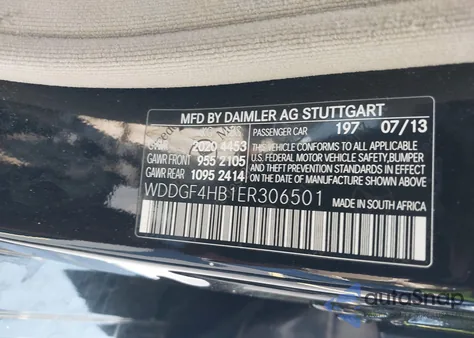 MFD BY DAIMLER AG STUTTGART
PASSENGER CAR 197 07/13
2020 4453
GAWR FRONT 955 2105
GAWR REAR 1095 2414
THIS VEHICLE CONFORMS TO ALL APPLICABLE
U.S. FEDERAL MOTOR VEHICLE SAFETY,BUMPER
AND THEFT PREVENTION STANDARDS IN EFFECT
ON THE DATE OF MANUFACTURE SHOWN ABOVE.
WDDGF4HB1ER306501
MADE IN SOUTH AFRICA
autoSnap